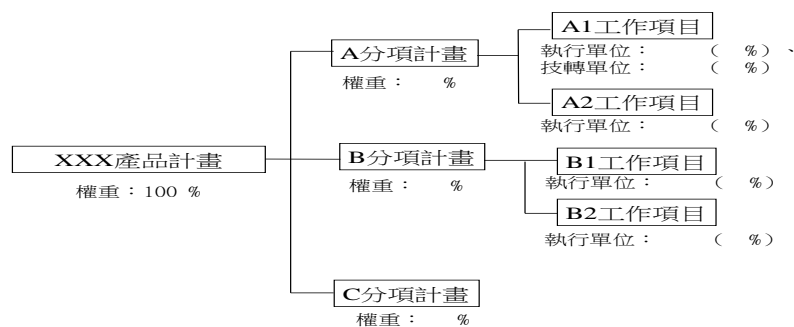 XXX產品計畫
權重：100 %
A分項計畫
權重： %
A1工作項目
執行單位： （ %）、
技轉單位： （ %）
A2工作項目
執行單位： （ %）
B分項計畫
權重： %
B1工作項目
執行單位： （ %）
B2工作項目
執行單位： （ %）
C分項計畫
權重： %